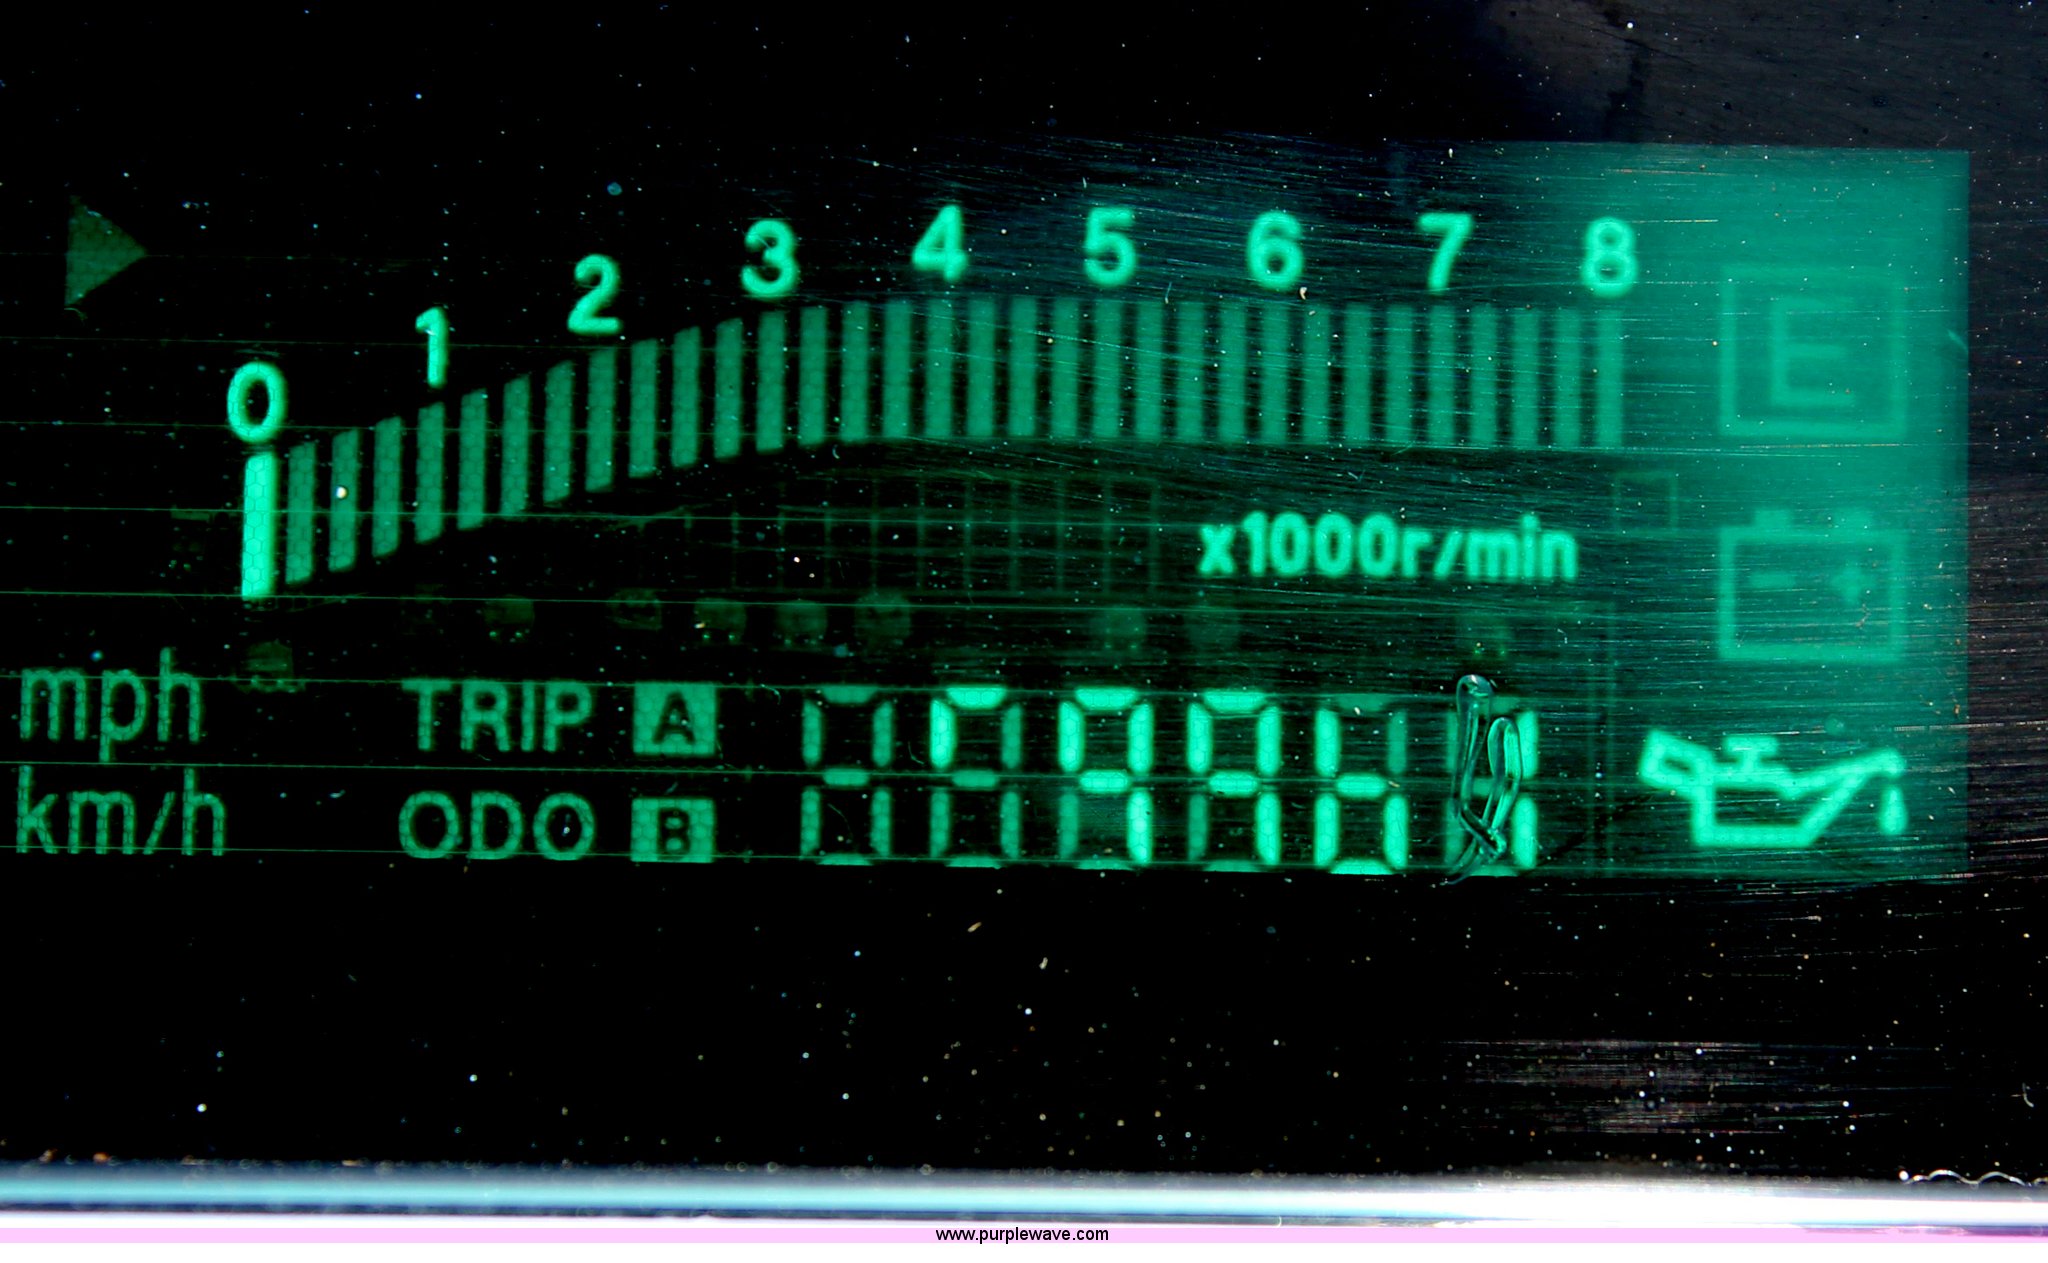 0 1 2 3 4 5 6 7 8
E
x1000r/min
- +
mph
TRIP A
km/h
ODO B
www.purplewave.com